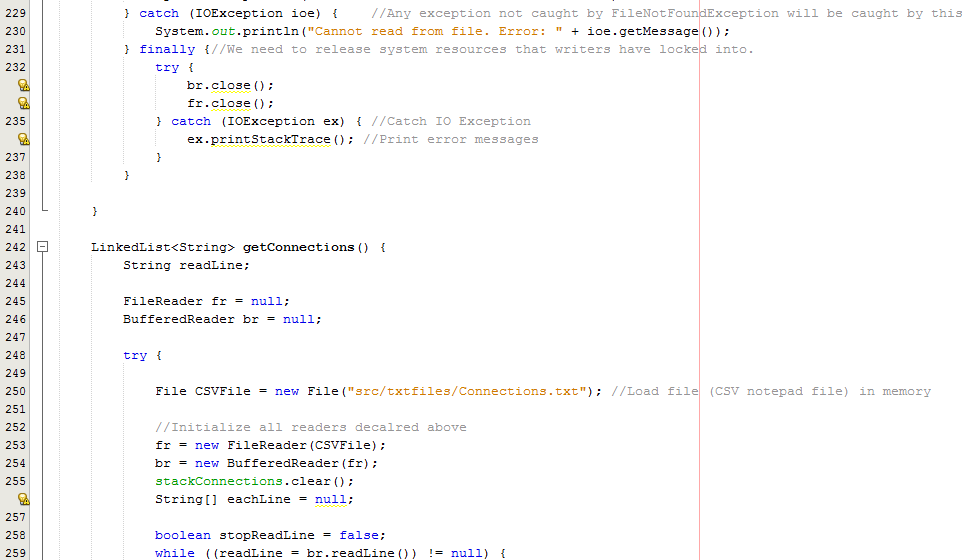 229 } catch (IOException ioe) { //Any exception not caught by FileNotFoundException will be caught by this
230 System.out.println("Cannot read from file. Error: " + ioe.getMessage());
231 } finally {//We need to release system resources that writers have locked into.
232 try {
br.close();
fr.close();
235 } catch (IOException ex) { //Catch IO Exception
ex.printStackTrace(); //Print error messages
237 }
238 }
239
240 }
241
242 LinkedList<String> getConnections() {
243 String readLine;
244
245 FileReader fr = null;
246 BufferedReader br = null;
247
248 try {
249
250 File CSVFile = new File("src/txtfiles/Connections.txt"); //Load file (CSV notepad file) in memory
251
252 //Initialize all readers decalred above
253 fr = new FileReader(CSVFile);
254 br = new BufferedReader(fr);
255 stackConnections.clear();
String[] eachLine = null;
257
258 boolean stopReadLine = false;
259 while ((readLine = br.readLine()) != null) {